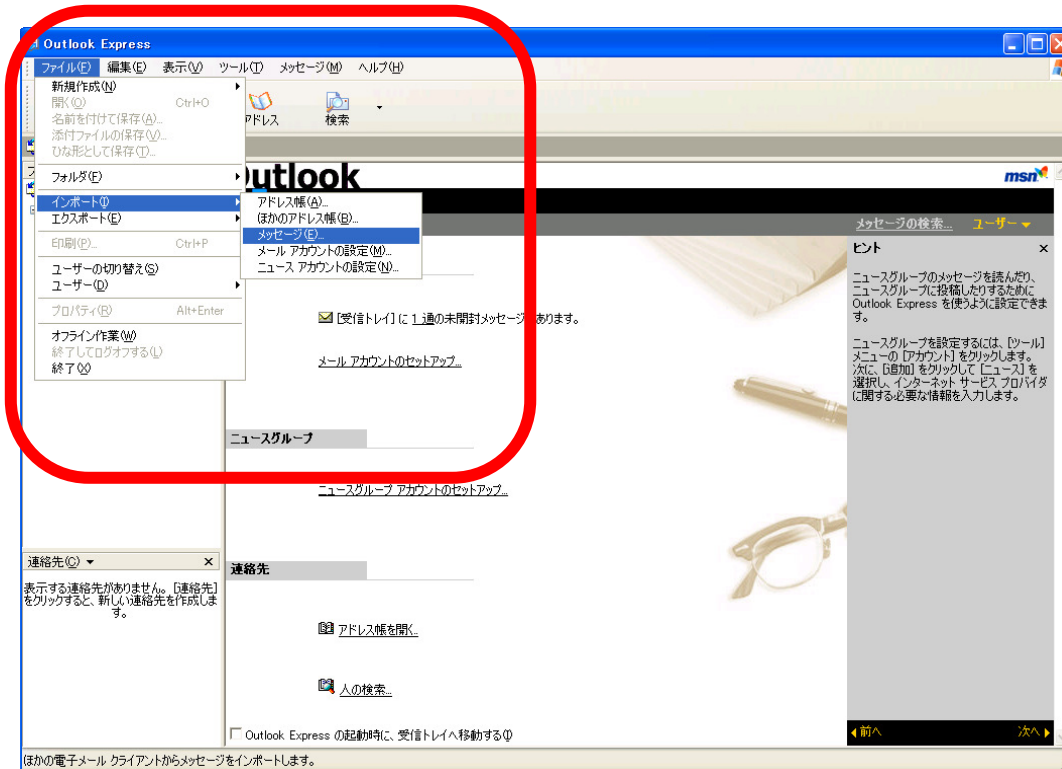 Outlook Express
ファイル(F) 編集(E) 表示(V) ツール(T) メッセージ(M) ヘルプ(H)
新規作成(N)
開く(O) Ctrl+O
名前を付けて保存(A)...
添付ファイルの保存(V)...
ひな形として保存(T)...
フォルダ(F)
インポート(I)
エクスポート(E)
印刷(P)... Ctrl+P
ユーザーの切り替え(S)
ユーザー(D)
プロパティ(R) Alt+Enter
オフライン作業(W)
終了してログオフする(L)
終了(X)
アドレス帳(A)...
ほかのアドレス帳(B)...
メッセージ(E)...
メール アカウントの設定(M)...
ニュース アカウントの設定(N)...
ドレス
検索
Outlook
msn
メッセージの検索... ユーザー
[受信トレイ] に 1 通の未開封メッセージ あります。
メール アカウントのセットアップ...
ニュースグループ
ニュースグループ アカウントのセットアップ...
連絡先
アドレス帳を開く...
人の検索...
Outlook Express の起動時に、受信トレイへ移動する(I)
ヒント ×
ニュースグループのメッセージを読んだり、
ニュースグループに投稿したりするために
Outlook Express を使うように設定できま
す。
ニュースグループを設定するには、[ツール]
メニューの [アカウント] をクリックします。
次に、[追加] をクリックして [ニュース] を
選択し、インターネット サービス プロバイダ
に関する必要な情報を入力します。
前へ 次へ
連絡先(C) ×
表示する連絡先がありません。[連絡先]
をクリックすると、新しい連絡先を作成しま
す。
ほかの電子メール クライアントからメッセージをインポートします。